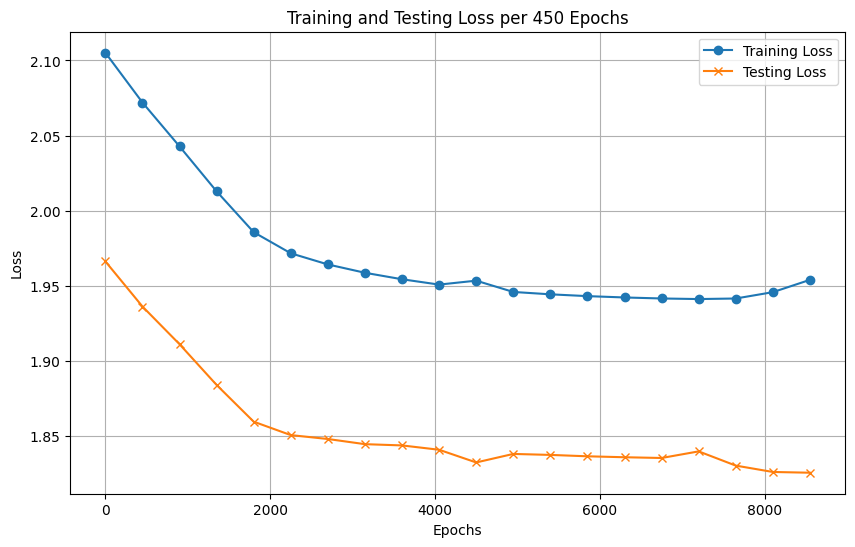 Training and Testing Loss per 450 Epochs
Training Loss
Testing Loss
2.10
2.05
2.00
1.95
1.90
1.85
Loss
0 2000 4000 6000 8000
Epochs